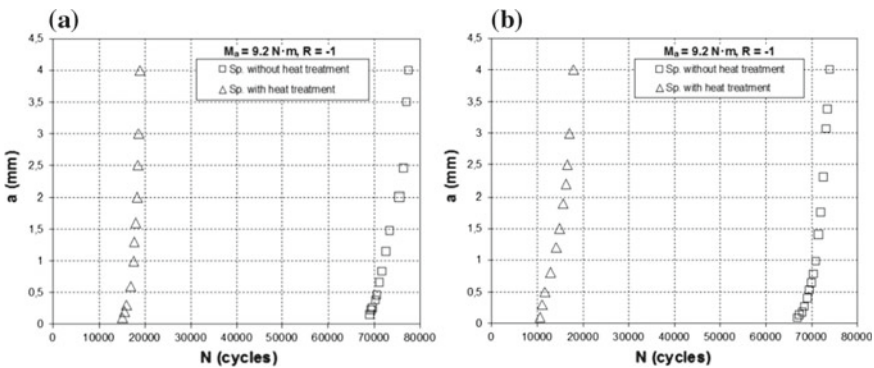 (a)
4,5
4
3,5
3
2,5
2
1,5
1
0,5
0
a (mm)
Mₐ = 9.2 N·m, R = -1
Sp. without heat treatment
Sp. with heat treatment
0 10000 20000 30000 40000 50000 60000 70000 80000
N (cycles)
(b)
4,5
4
3,5
3
2,5
2
1,5
1
0,5
0
a (mm)
Mₐ = 9.2 N·m, R = -1
Sp. without heat treatment
Sp. with heat treatment
0 10000 20000 30000 40000 50000 60000 70000 80000
N (cycles)